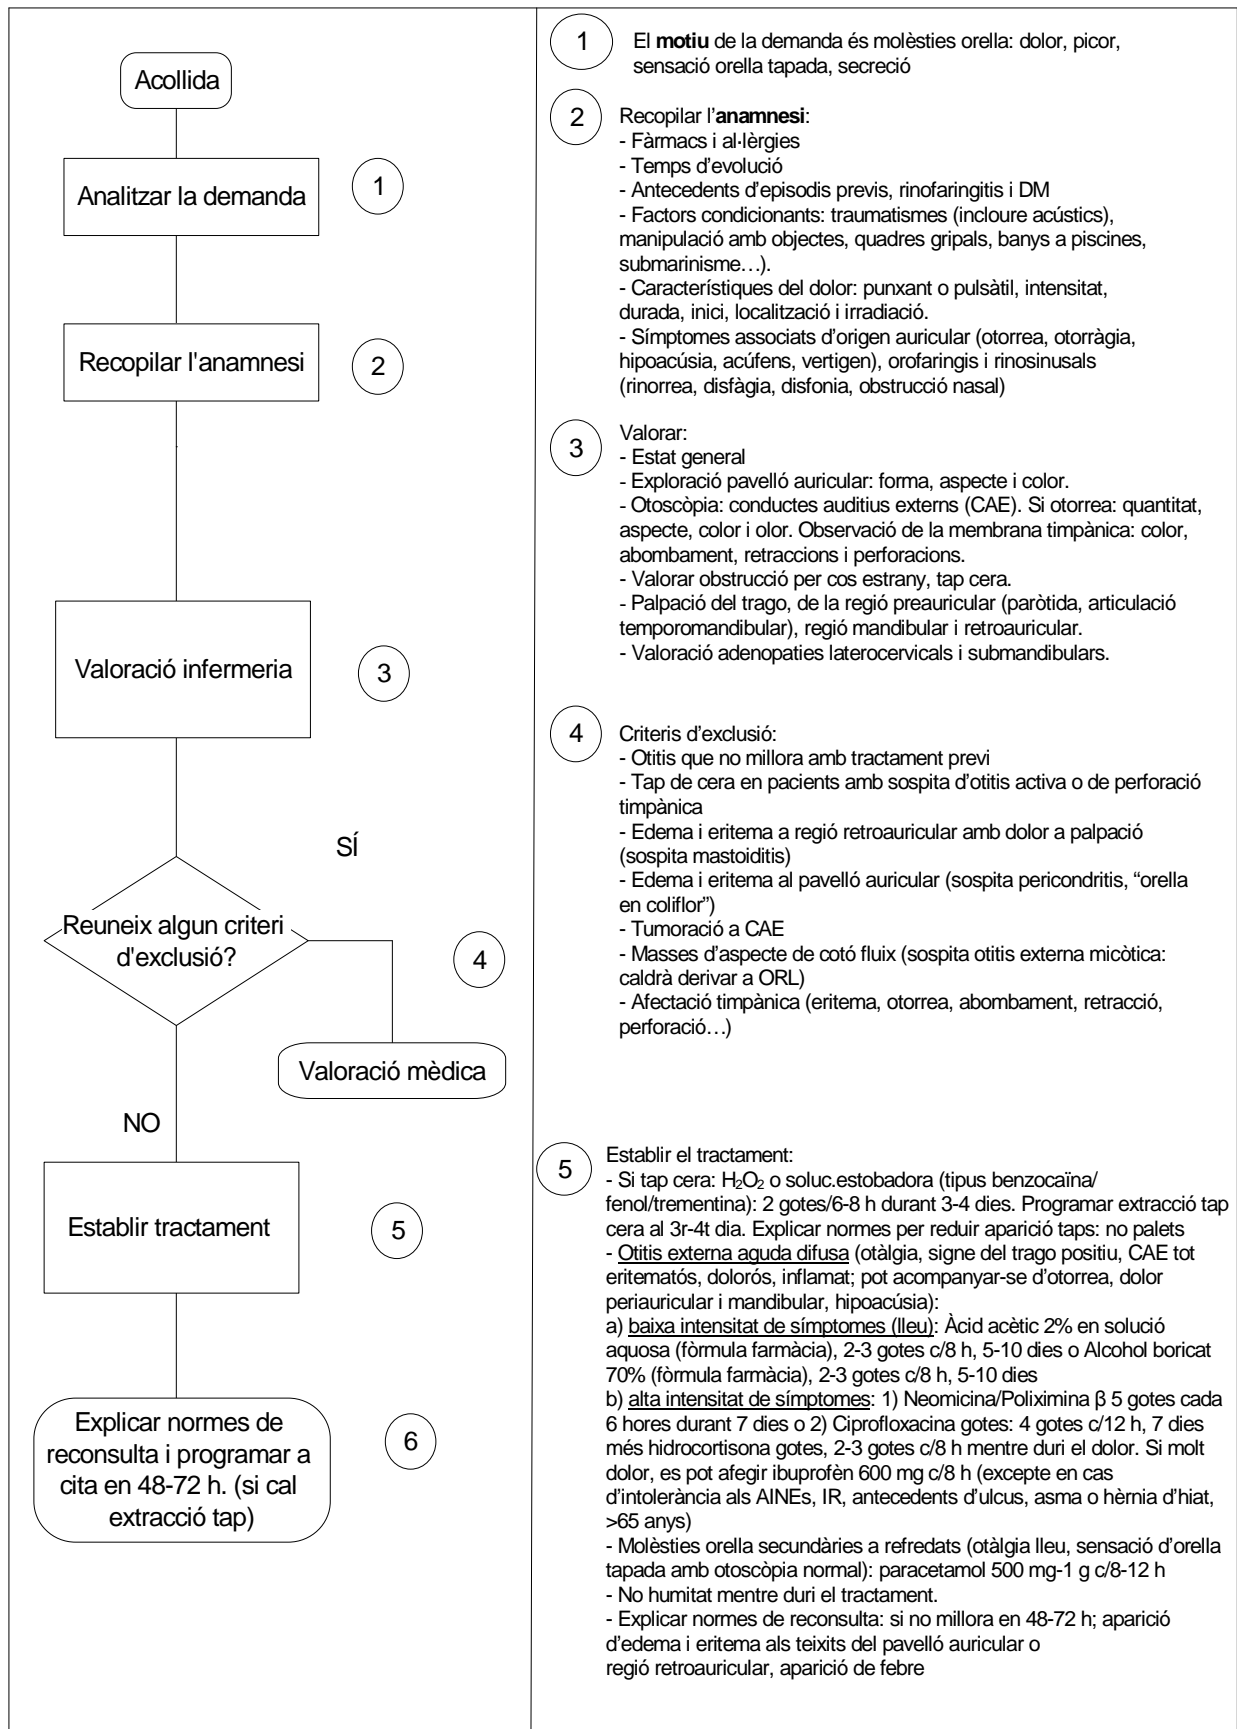 Acollida
Analitzar la demanda
1
Recopilar l'anamnesi
2
Valoració infermeria
3
SÍ
Reuneix algun criteri
d'exclusió?
4
Valoració mèdica
NO
Establir tractament
5
Explicar normes de
reconsulta i programar a
cita en 48-72 h. (si cal
extracció tap)
6
1
El motiu de la demanda és molèsties orella: dolor, picor,
sensació orella tapada, secreció
2
Recopilar l’anamnesi:
- Fàrmacs i al·lèrgies
- Temps d’evolució
- Antecedents d’episodis previs, rinofaringitis i DM
- Factors condicionants: traumatismes (incloure acústics),
manipulació amb objectes, quadres gripals, banys a piscines,
submarinisme…).
- Característiques del dolor: punxant o pulsàtil, intensitat,
durada, inici, localització i irradiació.
- Símptomes associats d’origen auricular (otorrea, otorràgia,
hipoacúsia, acúfens, vertigen), orofaringis i rinosinusals
(rinorrea, disfàgia, disfonia, obstrucció nasal)
3
Valorar:
- Estat general
- Exploració pavelló auricular: forma, aspecte i color.
- Otoscòpia: conductes auditius externs (CAE). Si otorrea: quantitat,
aspecte, color i olor. Observació de la membrana timpànica: color,
abombament, retraccions i perforacions.
- Valorar obstrucció per cos estrany, tap cera.
- Palpació del trago, de la regió preauricular (paròtida, articulació
temporomandibular), regió mandibular i retroauricular.
- Valoració adenopaties laterocervicals i submandibulars.
4
Criteris d’exclusió:
- Otitis que no millora amb tractament previ
- Tap de cera en pacients amb sospita d’otitis activa o de perforació
timpànica
- Edema i eritema a regió retroauricular amb dolor a palpació
(sospita mastoiditis)
- Edema i eritema al pavelló auricular (sospita pericondritis, “orella
en coliflor”)
- Tumoració a CAE
- Masses d’aspecte de cotó fluix (sospita otitis externa micòtica:
caldrà derivar a ORL)
- Afectació timpànica (eritema, otorrea, abombament, retracció,
perforació…)
5
Establir el tractament:
- Si tap cera: H₂O₂ o soluc.estobadora (tipus benzocaïna/
fenol/trementina): 2 gotes/6-8 h durant 3-4 dies. Programar extracció tap
cera al 3r-4t dia. Explicar normes per reduir aparició taps: no palets
- Otitis externa aguda difusa (otàlgia, signe del trago positiu, CAE tot
eritematós, dolorós, inflamat; pot acompanyar-se d’otorrea, dolor
periauricular i mandibular, hipoacúsia):
a) baixa intensitat de símptomes (lleu): Àcid acètic 2% en solució
aquosa (fòrmula farmàcia), 2-3 gotes c/8 h, 5-10 dies o Alcohol boricat
70% (fòrmula farmàcia), 2-3 gotes c/8 h, 5-10 dies
b) alta intensitat de símptomes: 1) Neomicina/Poliximina β 5 gotes cada
6 hores durant 7 dies o 2) Ciprofloxacina gotes: 4 gotes c/12 h, 7 dies
més hidrocortisona gotes, 2-3 gotes c/8 h mentre duri el dolor. Si molt
dolor, es pot afegir ibuprofèn 600 mg c/8 h (excepte en cas
d’intolerància als AINEs, IR, antecedents d’ulcus, asma o hèrnia d’hiat,
>65 anys)
- Molèsties orella secundàries a refredats (otàlgia lleu, sensació d’orella
tapada amb otoscòpia normal): paracetamol 500 mg-1 g c/8-12 h
- No humitat mentre duri el tractament.
- Explicar normes de reconsulta: si no millora en 48-72 h; aparició
d’edema i eritema als teixits del pavelló auricular o
regió retroauricular, aparició de febre